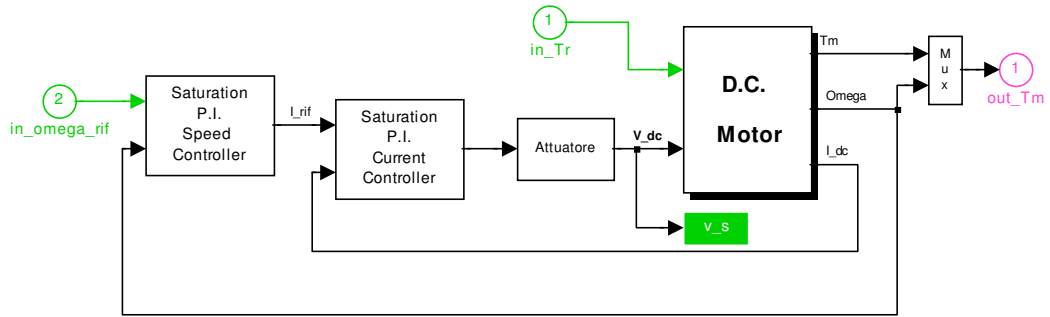 1
in_Tr
2
in_omega_rif
Saturation
P.I.
Speed
Controller
I_rif
Saturation
P.I.
Current
Controller
Attuatore
V_dc
D.C.
Motor
Tm
Omega
I_dc
v_s
M
u
x
1
out_Tm